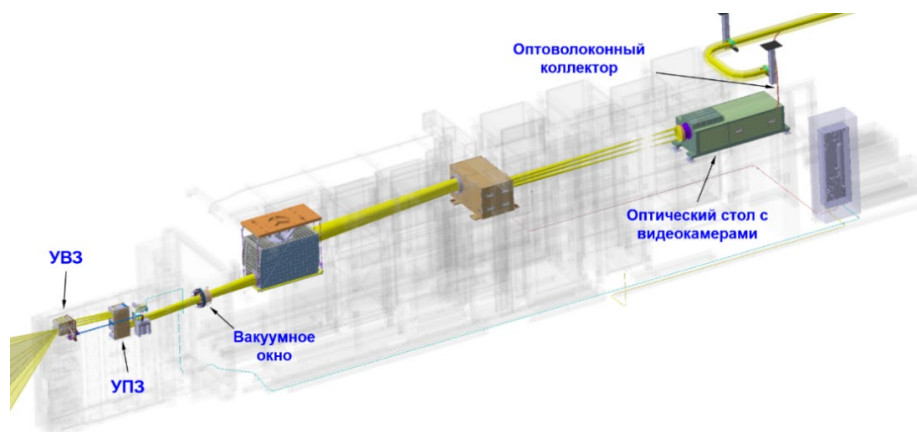 Оптоволоконный
коллектор
Оптический стол с
видеокамерами
УВЗ
Вакуумное
окно
УПЗ